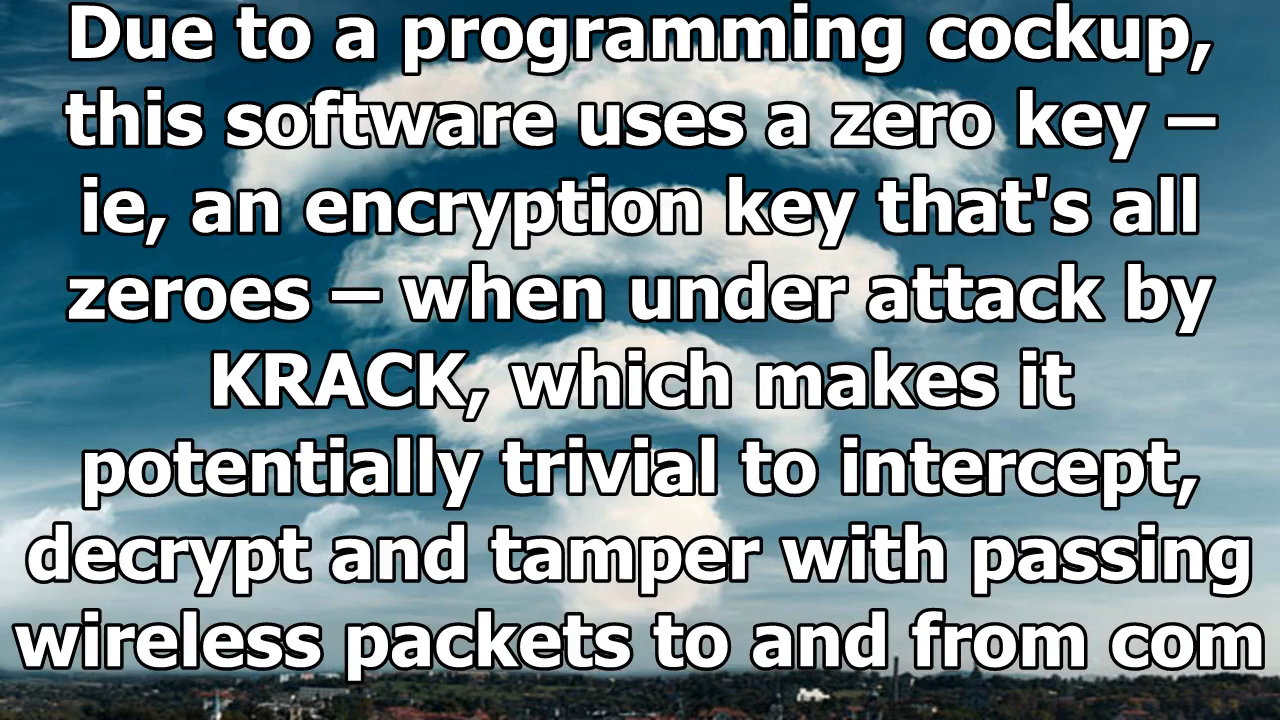 Due to a programming cockup,
this software uses a zero key –
ie, an encryption key that's all
zeroes – when under attack by
KRACK, which makes it
potentially trivial to intercept,
decrypt and tamper with passing
wireless packets to and from com